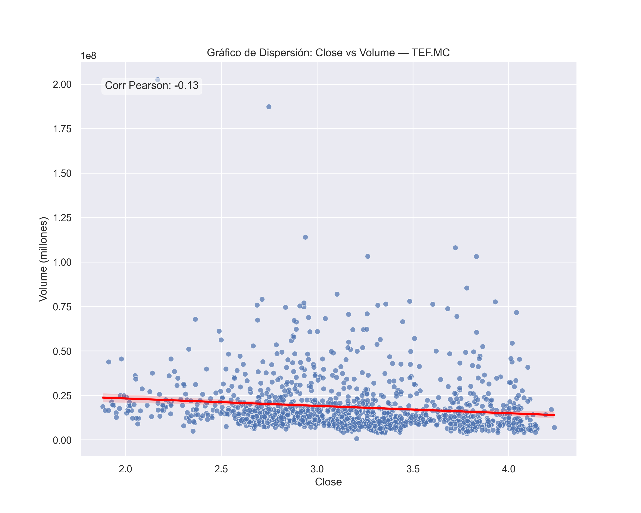 Gráfico de Dispersión: Close vs Volume — TEF.MC
1e8
Corr Pearson: -0.13
2.00
1.75
1.50
1.25
1.00
0.75
0.50
0.25
0.00
Volume (millones)
2.0 2.5 3.0 3.5 4.0
Close